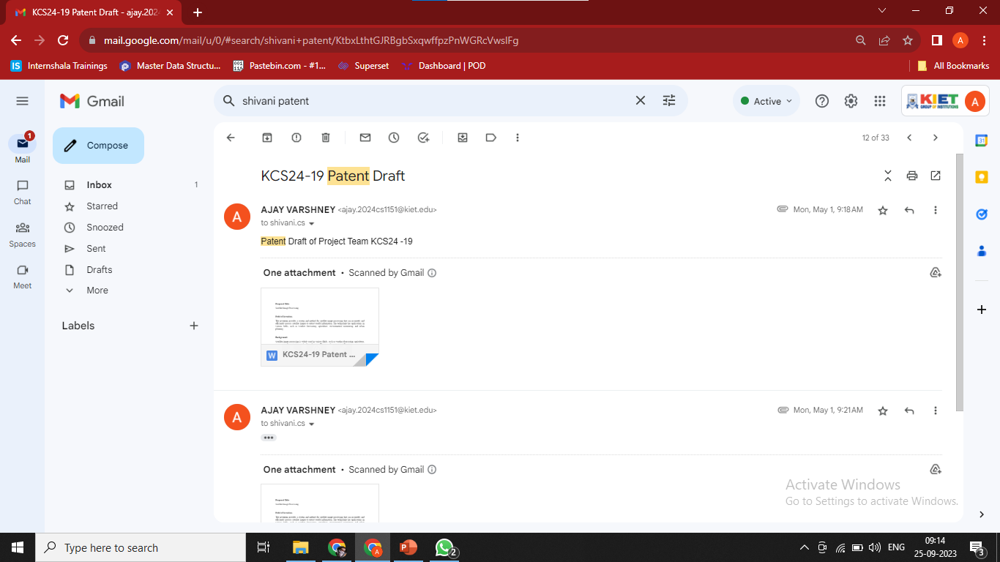 KCS24-19 Patent Draft - ajay.202
mail.google.com/mail/u/0/#search/shivani+patent/KtbxLthtGJRBgbSxqwffpzPnWGRcVwslFg
A
IS Internshala Trainings
Master Data Structu...
Pastebin.com - #1...
Superset
Dashboard | POD
All Bookmarks
Gmail
shivani patent
Active
KIET
GROUP OF INSTITUTIONS
A
1
Mail
Chat
Spaces
Meet
Compose
Inbox 1
Starred
Snoozed
Sent
Drafts
More
Labels
12 of 33
31
KCS24-19 Patent Draft
A
AJAY VARSHNEY <ajay.2024cs1151@kiet.edu>
Mon, May 1, 9:18 AM
to shivani.cs
Patent Draft of Project Team KCS24 -19
One attachment • Scanned by Gmail
W KCS24-19 Patent ...
A
AJAY VARSHNEY <ajay.2024cs1151@kiet.edu>
Mon, May 1, 9:21 AM
to shivani.cs
One attachment • Scanned by Gmail
Activate Windows
Go to Settings to activate Windows.
Type here to search
A
P
2
ENG
09:14
25-09-2023
3